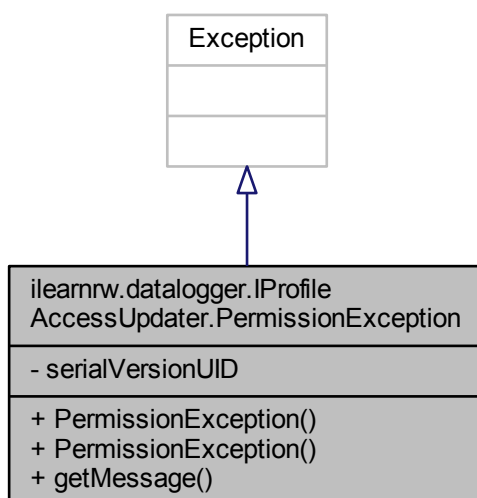 Exception
ilearnrw.datalogger.IProfile
AccessUpdater.PermissionException
- serialVersionUID
+ PermissionException()
+ PermissionException()
+ getMessage()